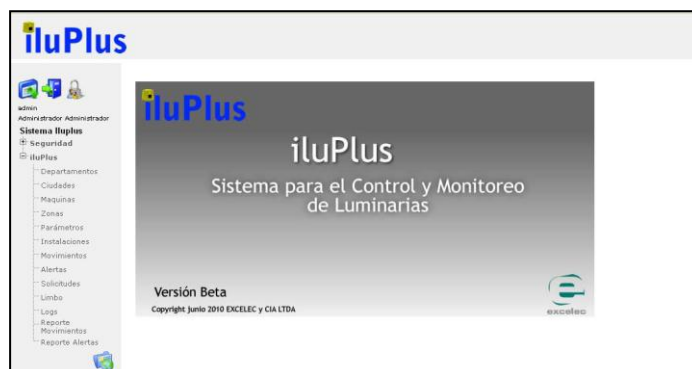 iluPlus
admin
Administrador Administrador
Sistema Iluplus
Seguridad
iluPlus
Departamentos
Ciudades
Maquinas
Zonas
Parámetros
Instalaciones
Movimientos
Alertas
Solicitudes
Limbo
Logs
Reporte
Movimientos
Reporte Alertas
iluPlus
iluPlus
Sistema para el Control y Monitoreo
de Luminarias
Versión Beta
Copyright Junio 2010 EXCELEC y CIA LTDA
excelec